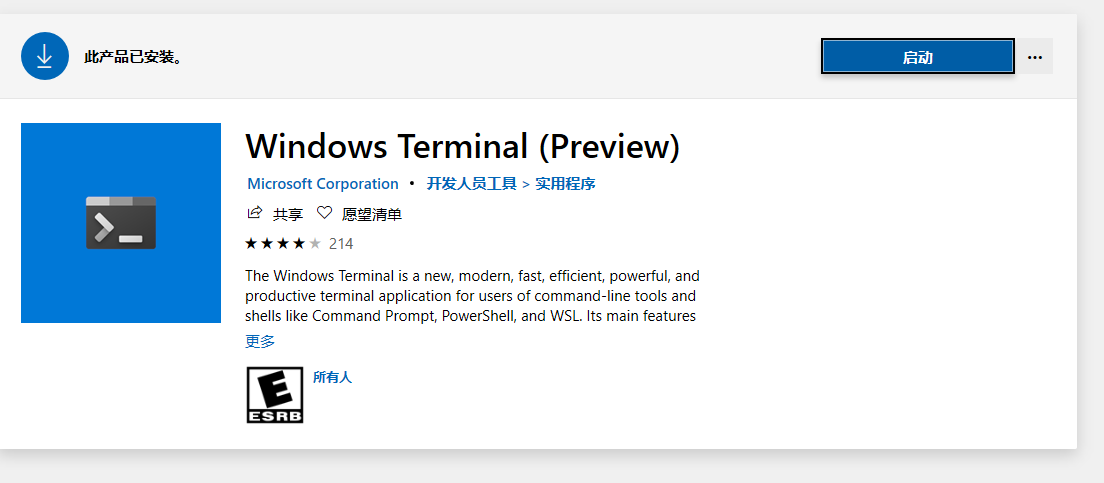 此产品已安装。
启动
...
Windows Terminal (Preview)
Microsoft Corporation • 开发人员工具 > 实用程序
共享 愿望清单
214
The Windows Terminal is a new, modern, fast, efficient, powerful, and
productive terminal application for users of command-line tools and
shells like Command Prompt, PowerShell, and WSL. Its main features
更多
E
ESRB
所有人